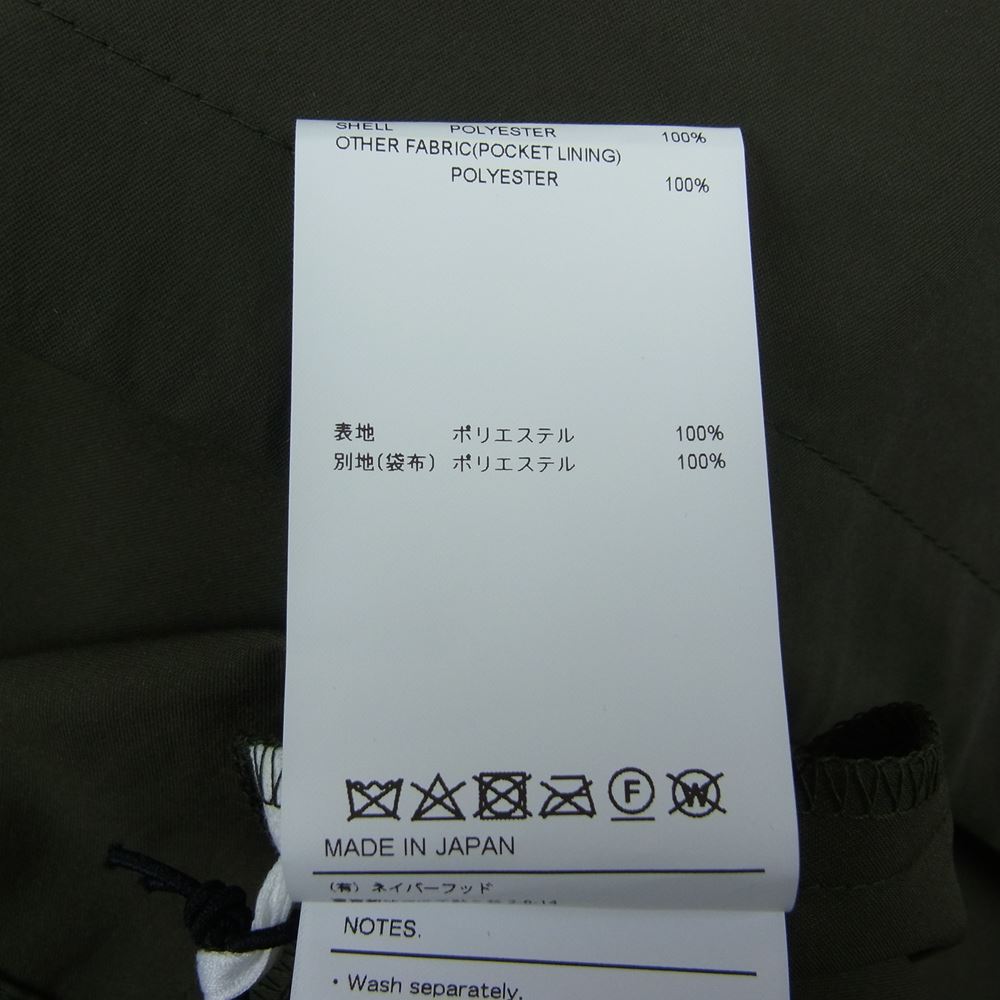 SHELL POLYESTER 100%
OTHER FABRIC(POCKET LINING)
POLYESTER 100%
表地 ポリエステル 100%
別地(袋布) ポリエステル 100%
F W
MADE IN JAPAN
(有) ネイバーフッド
NOTES.
・Wash separately.